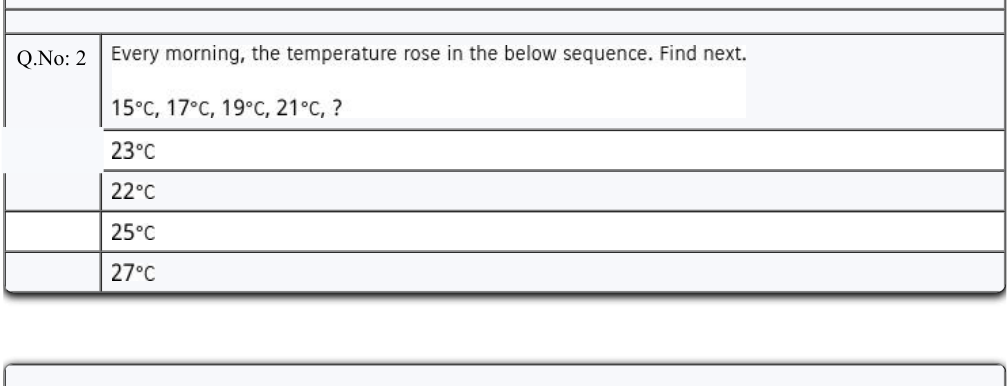 Q.No: 2
Every morning, the temperature rose in the below sequence. Find next.
15°C, 17°C, 19°C, 21°C, ?
23°C
22°C
25°C
27°C